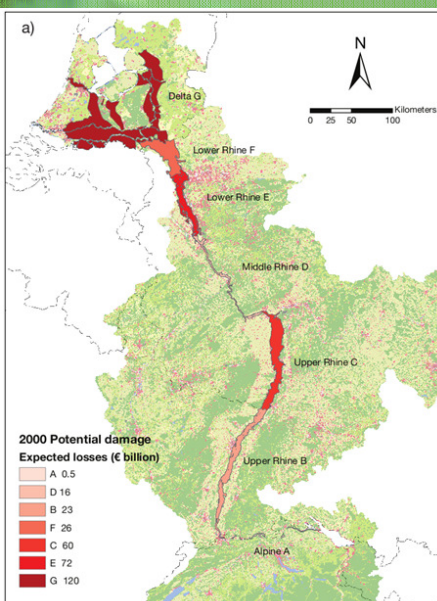 a)
N
Kilometers
0 25 50 100
Delta G
Lower Rhine F
Lower Rhine E
Middle Rhine D
Upper Rhine C
Upper Rhine B
Alpine A
2000 Potential damage
Expected losses (€ billion)
A 0.5
D 16
B 23
F 26
C 60
E 72
G 120